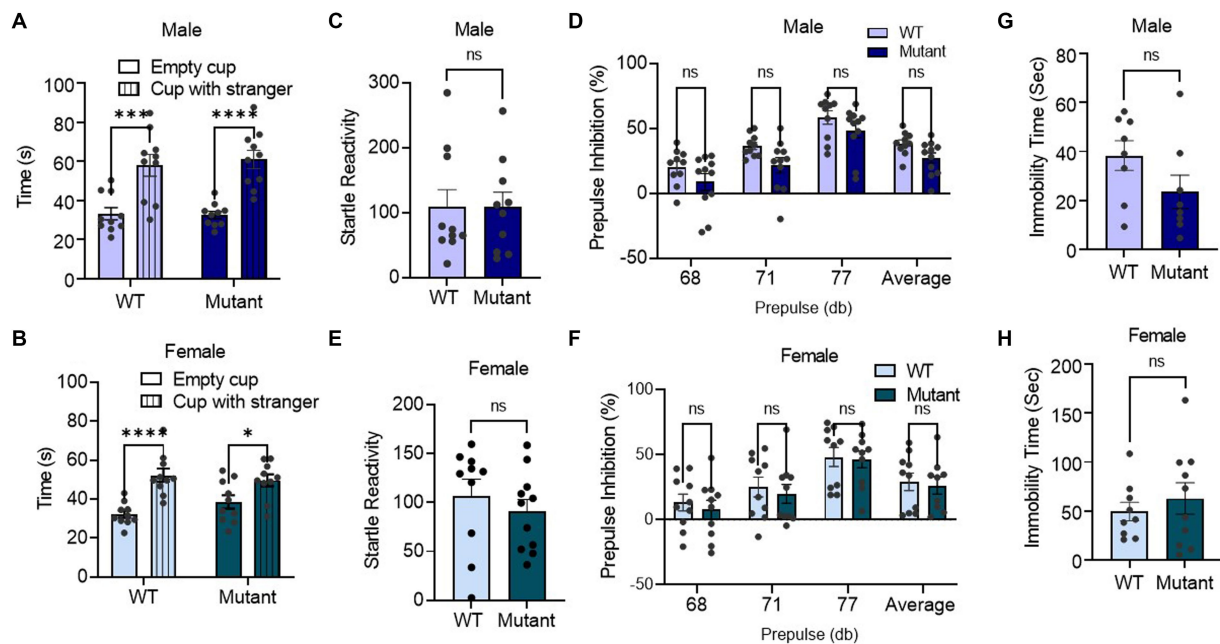 A
Male
Empty cup
Cup with stranger
Time (s)
100
80
60
40
20
0
***
****
WT
Mutant
C
Male
ns
Startle Reactivity
300
200
100
0
WT
Mutant
D
Male
WT
Mutant
Prepulse Inhibition (%)
100
50
0
-50
ns
ns
ns
ns
68
71
77
Average
Prepulse (db)
G
Male
ns
Immobility Time (Sec)
80
60
40
20
0
WT
Mutant
B
Female
Empty cup
Cup with stranger
Time (s)
100
80
60
40
20
0
****
*
WT
Mutant
E
Female
ns
Startle Reactivity
200
150
100
50
0
WT
Mutant
F
Female
WT
Mutant
Prepulse Inhibition (%)
100
50
0
-50
ns
ns
ns
ns
68
71
77
Average
Prepulse (db)
H
Female
ns
Immobility Time (Sec)
200
150
100
50
0
WT
Mutant